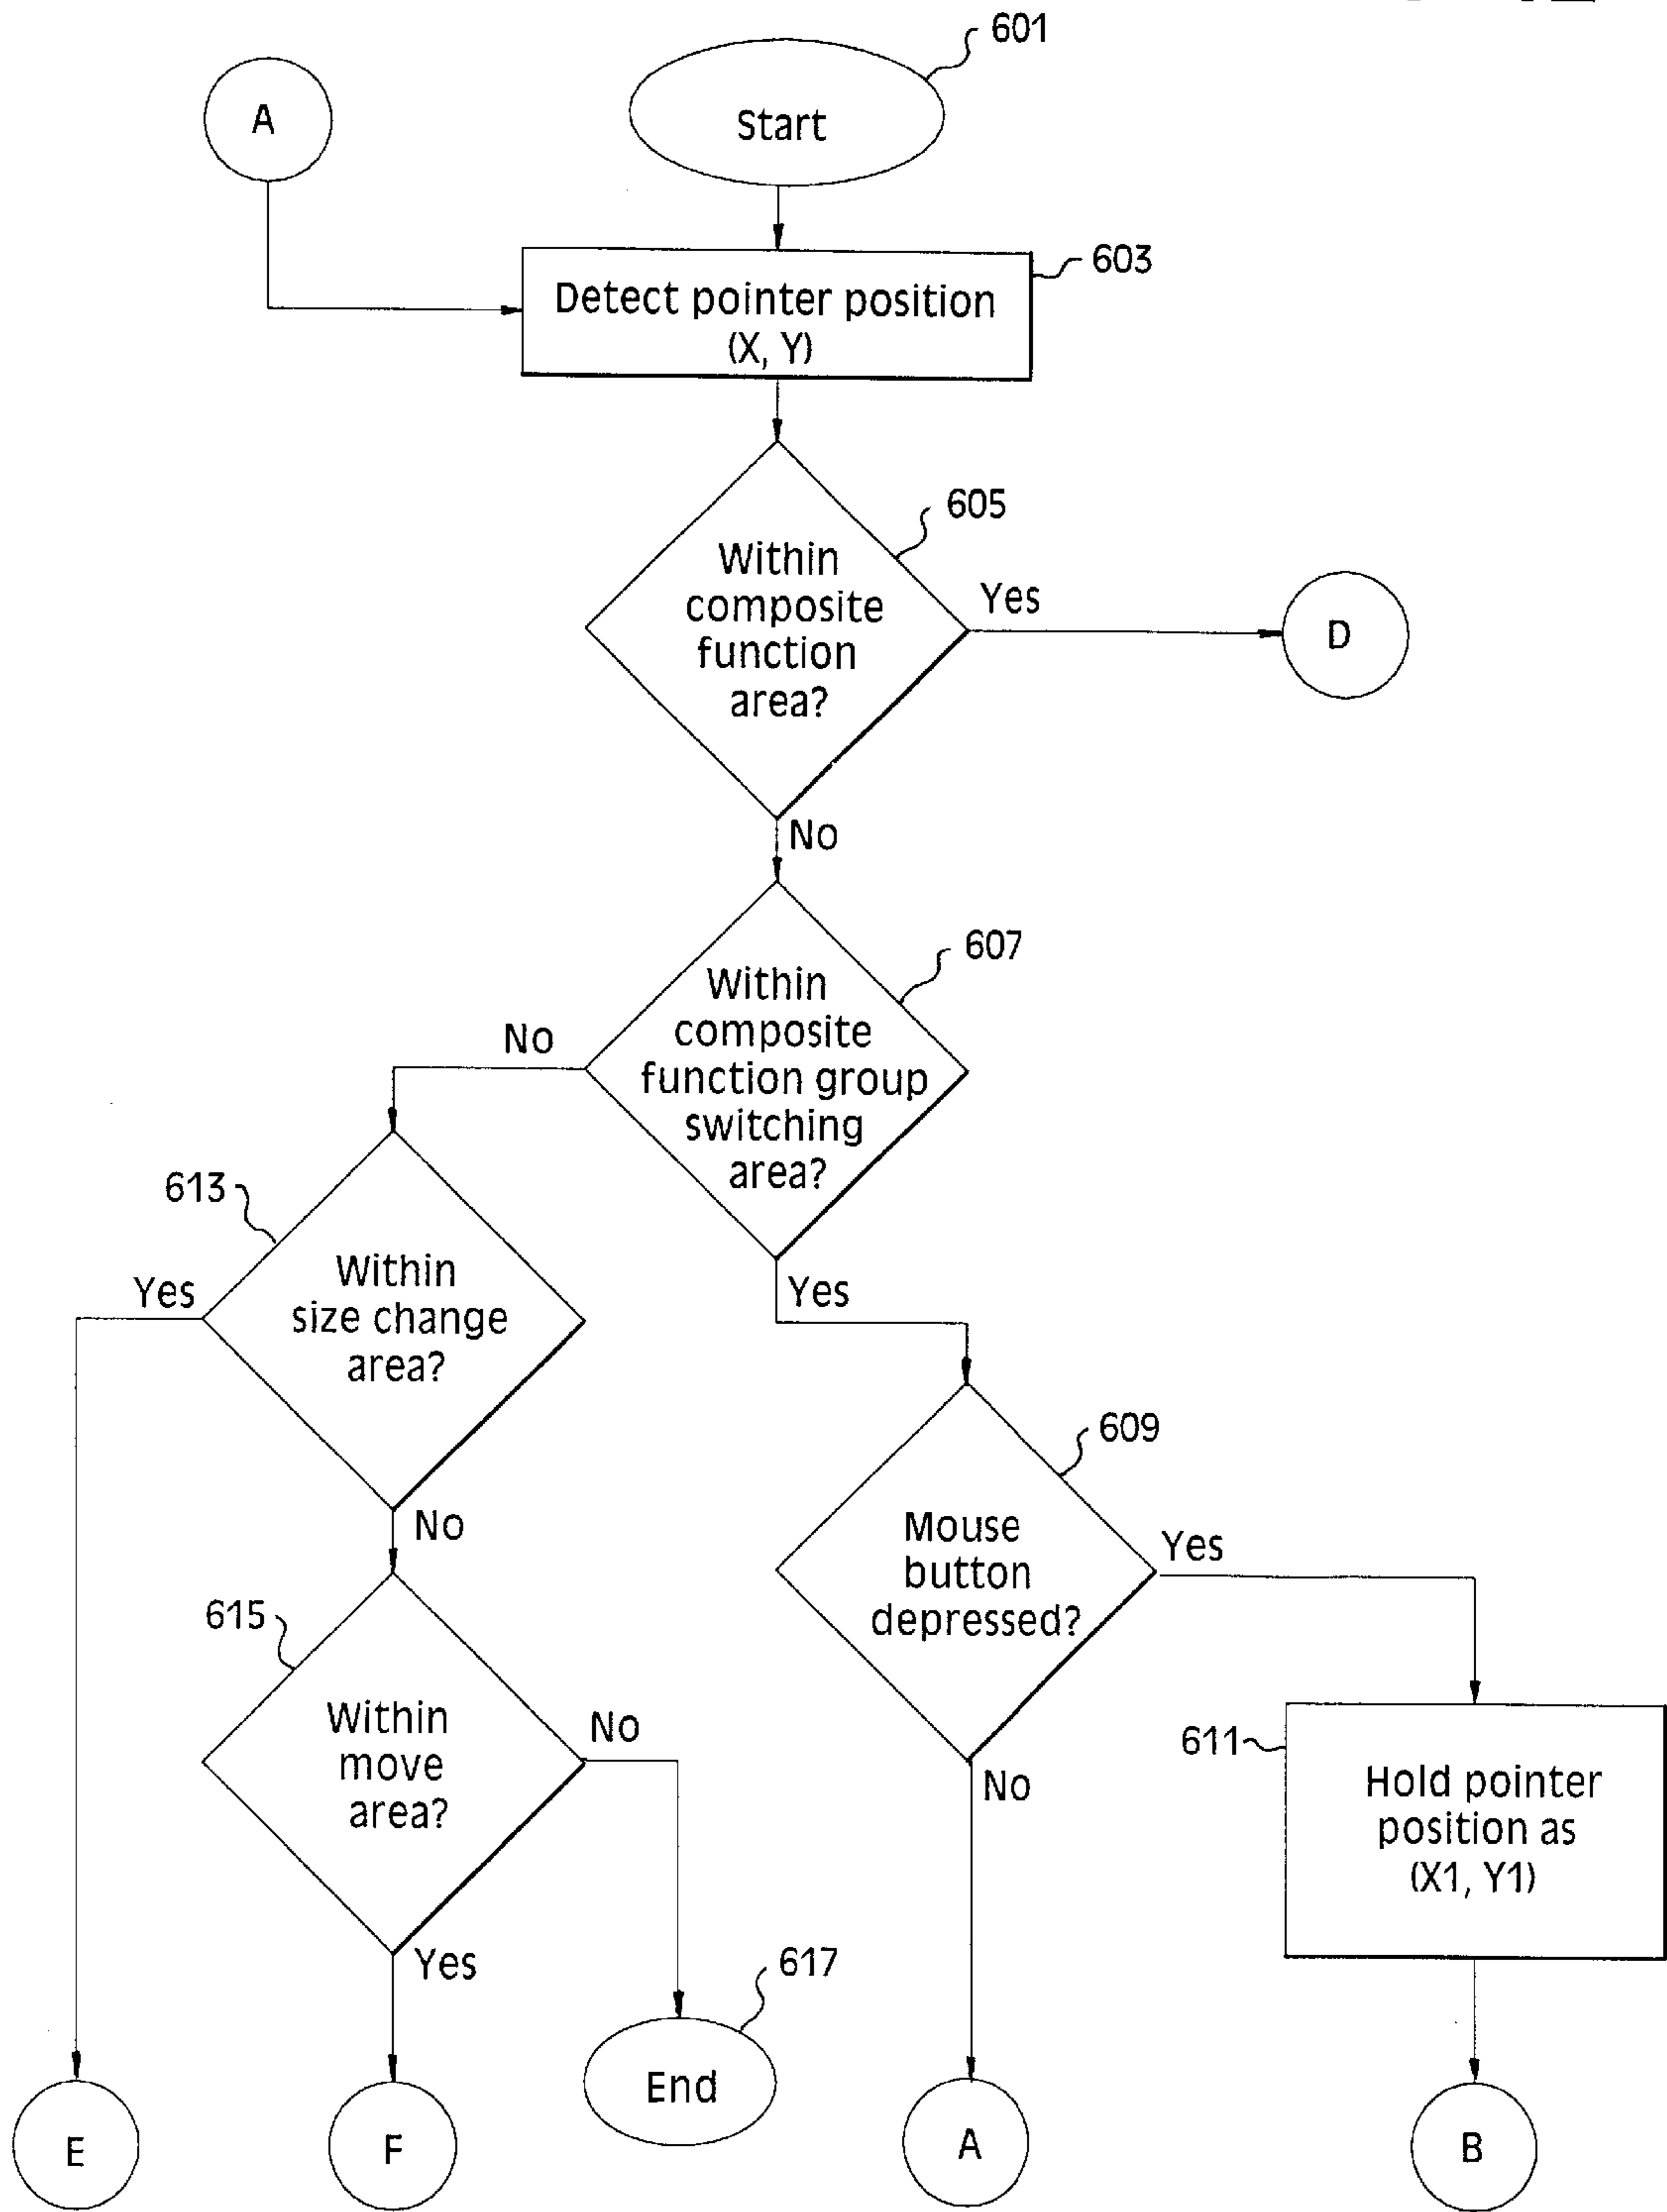 601
A
Start
603
Detect pointer position
(X, Y)
605
Within
composite
function
area?
Yes
D
No
607
Within
composite
function group
switching
area?
No
613
Within
size change
area?
Yes
Yes
609
Mouse
button
depressed?
Yes
No
615
Within
move
area?
No
611
Hold pointer
position as
(X1, Y1)
No
Yes
617
End
E
F
A
B